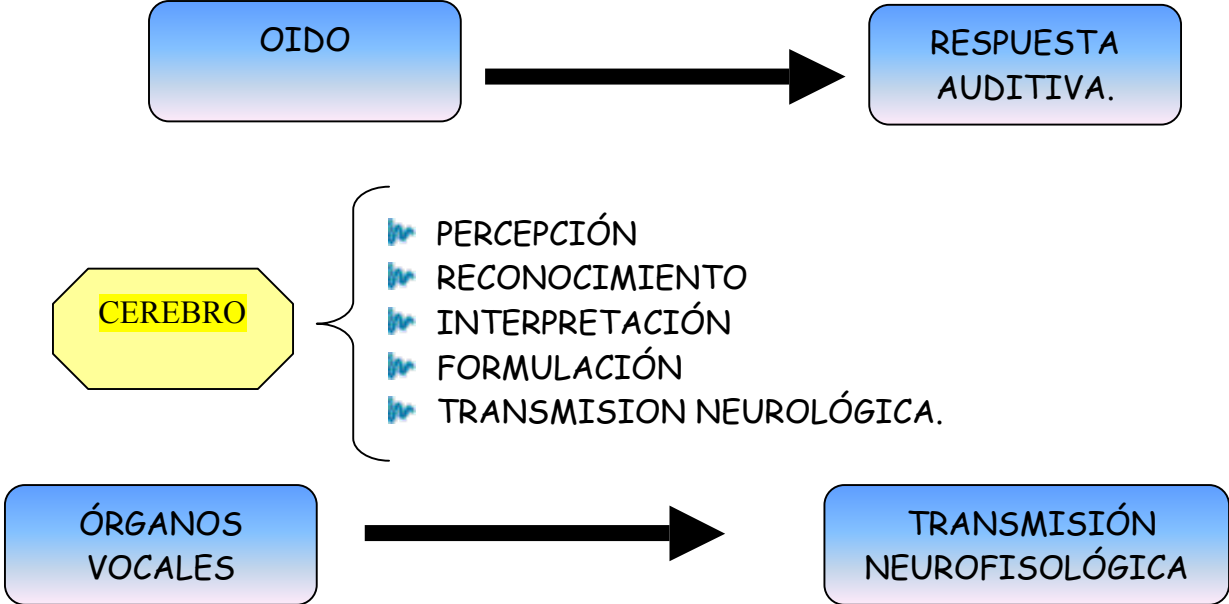 OIDO
RESPUESTA
AUDITIVA.
PERCEPCIÓN
RECONOCIMIENTO
CEREBRO
INTERPRETACIÓN
FORMULACIÓN
TRANSMISION NEUROLÓGICA.
ÓRGANOS
VOCALES
TRANSMISIÓN
NEUROFISOLÓGICA